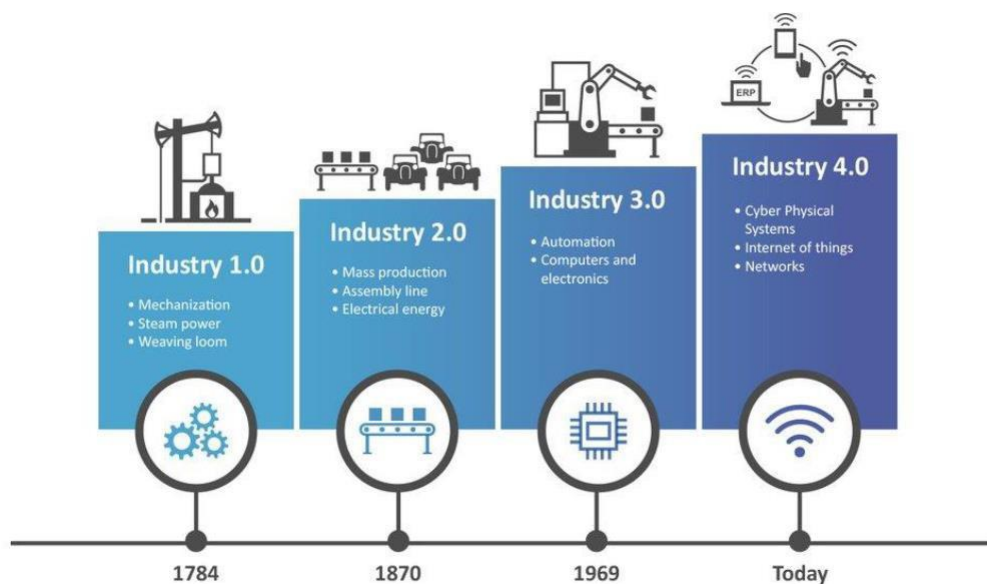 ERP
Industry 1.0
• Mechanization
• Steam power
• Weaving loom
Industry 2.0
• Mass production
• Assembly line
• Electrical energy
Industry 3.0
• Automation
• Computers and
electronics
Industry 4.0
• Cyber Physical
Systems
• Internet of things
• Networks
1784
1870
1969
Today